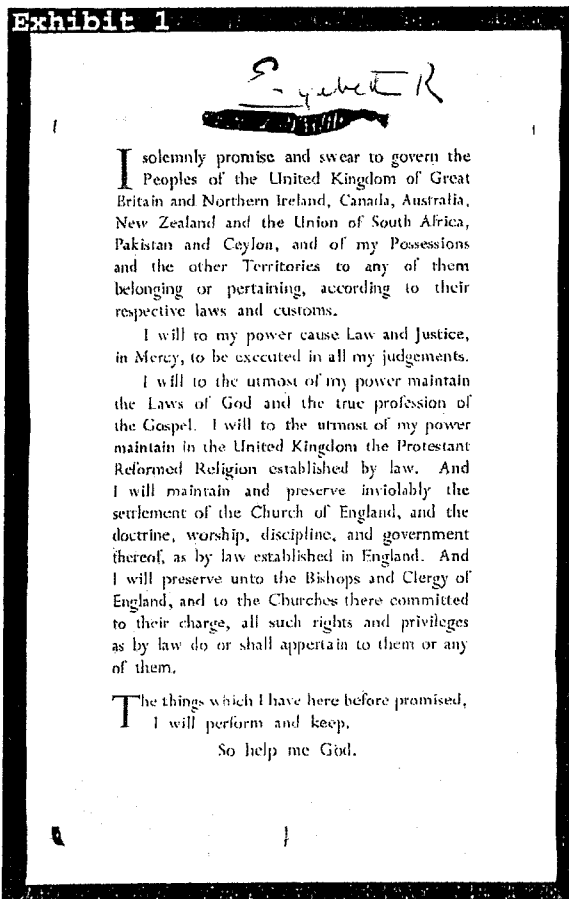 Exhibit 1
Elizabeth R
I solemnly promise and swear to govern the
Peoples of the United Kingdom of Great
Britain and Northern Ireland, Canada, Australia,
New Zealand and the Union of South Africa,
Pakistan and Ceylon, and of my Possessions
and the other Territories to any of them
belonging or pertaining, according to their
respective laws and customs.
I will to my power cause Law and Justice,
in Mercy, to be executed in all my judgements.
I will to the utmost of my power maintain
the Laws of God and the true profession of
the Gospel. I will to the utmost of my power
maintain in the United Kingdom the Protestant
Reformed Religion established by law. And
I will maintain and preserve inviolably the
settlement of the Church of England, and the
doctrine, worship, discipline, and government
thereof, as by law established in England. And
I will preserve unto the Bishops and Clergy of
England, and to the Churches there committed
to their charge, all such rights and privileges
as by law do or shall appertain to them or any
of them.
The things which I have here before promised,
I will perform and keep.
So help me God.